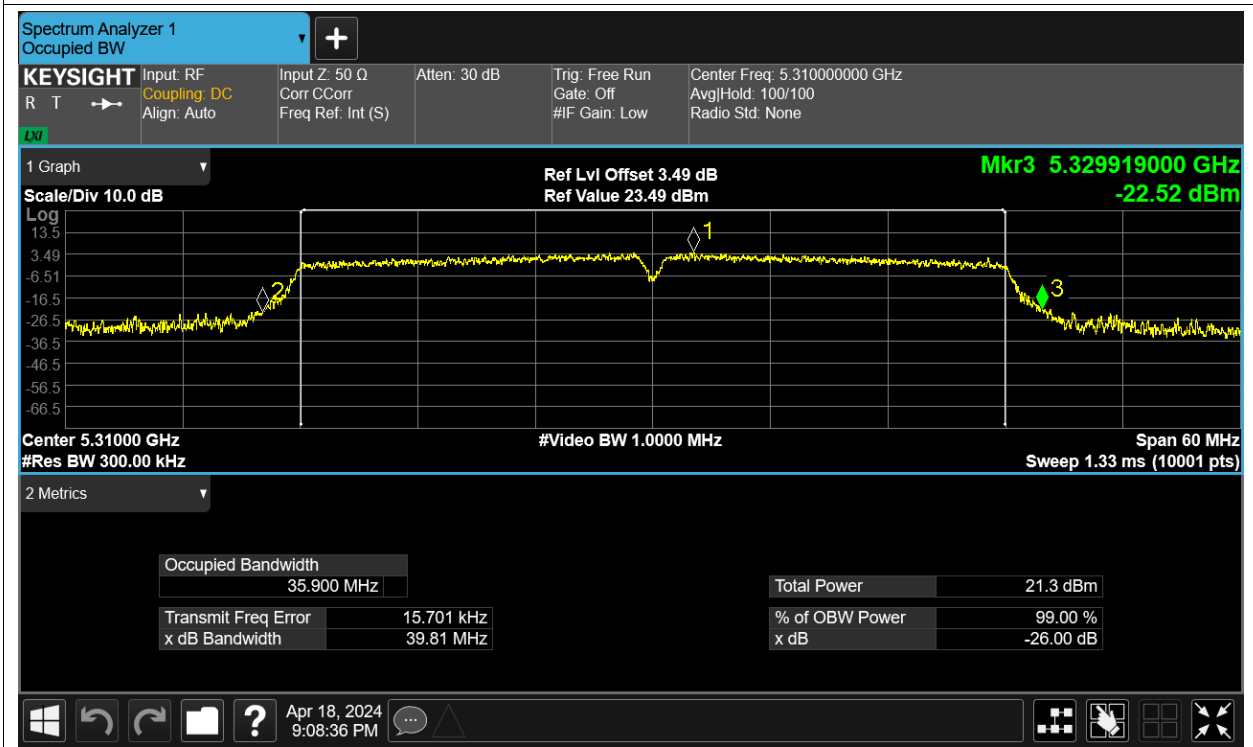 Spectrum Analyzer 1
Occupied BW
KEYSIGHT
R T
LXI
Input: RF
Coupling: DC
Align: Auto
Input Z: 50 Ω
Corr CCorr
Freq Ref: Int (S)
Atten: 30 dB
Trig: Free Run
Gate: Off
#IF Gain: Low
Center Freq: 5.310000000 GHz
Avg|Hold: 100/100
Radio Std: None
1 Graph
Scale/Div 10.0 dB
Ref Lvl Offset 3.49 dB
Ref Value 23.49 dBm
Mkr3 5.329919000 GHz
-22.52 dBm
Log
13.5
3.49
-6.51
-16.5
-26.5
-36.5
-46.5
-56.5
-66.5
1
2
3
Center 5.31000 GHz
#Res BW 300.00 kHz
#Video BW 1.0000 MHz
Span 60 MHz
Sweep 1.33 ms (10001 pts)
2 Metrics
Occupied Bandwidth
35.900 MHz
Transmit Freq Error 15.701 kHz
x dB Bandwidth 39.81 MHz
Total Power 21.3 dBm
% of OBW Power 99.00 %
x dB -26.00 dB
?
Apr 18, 2024
9:08:36 PM